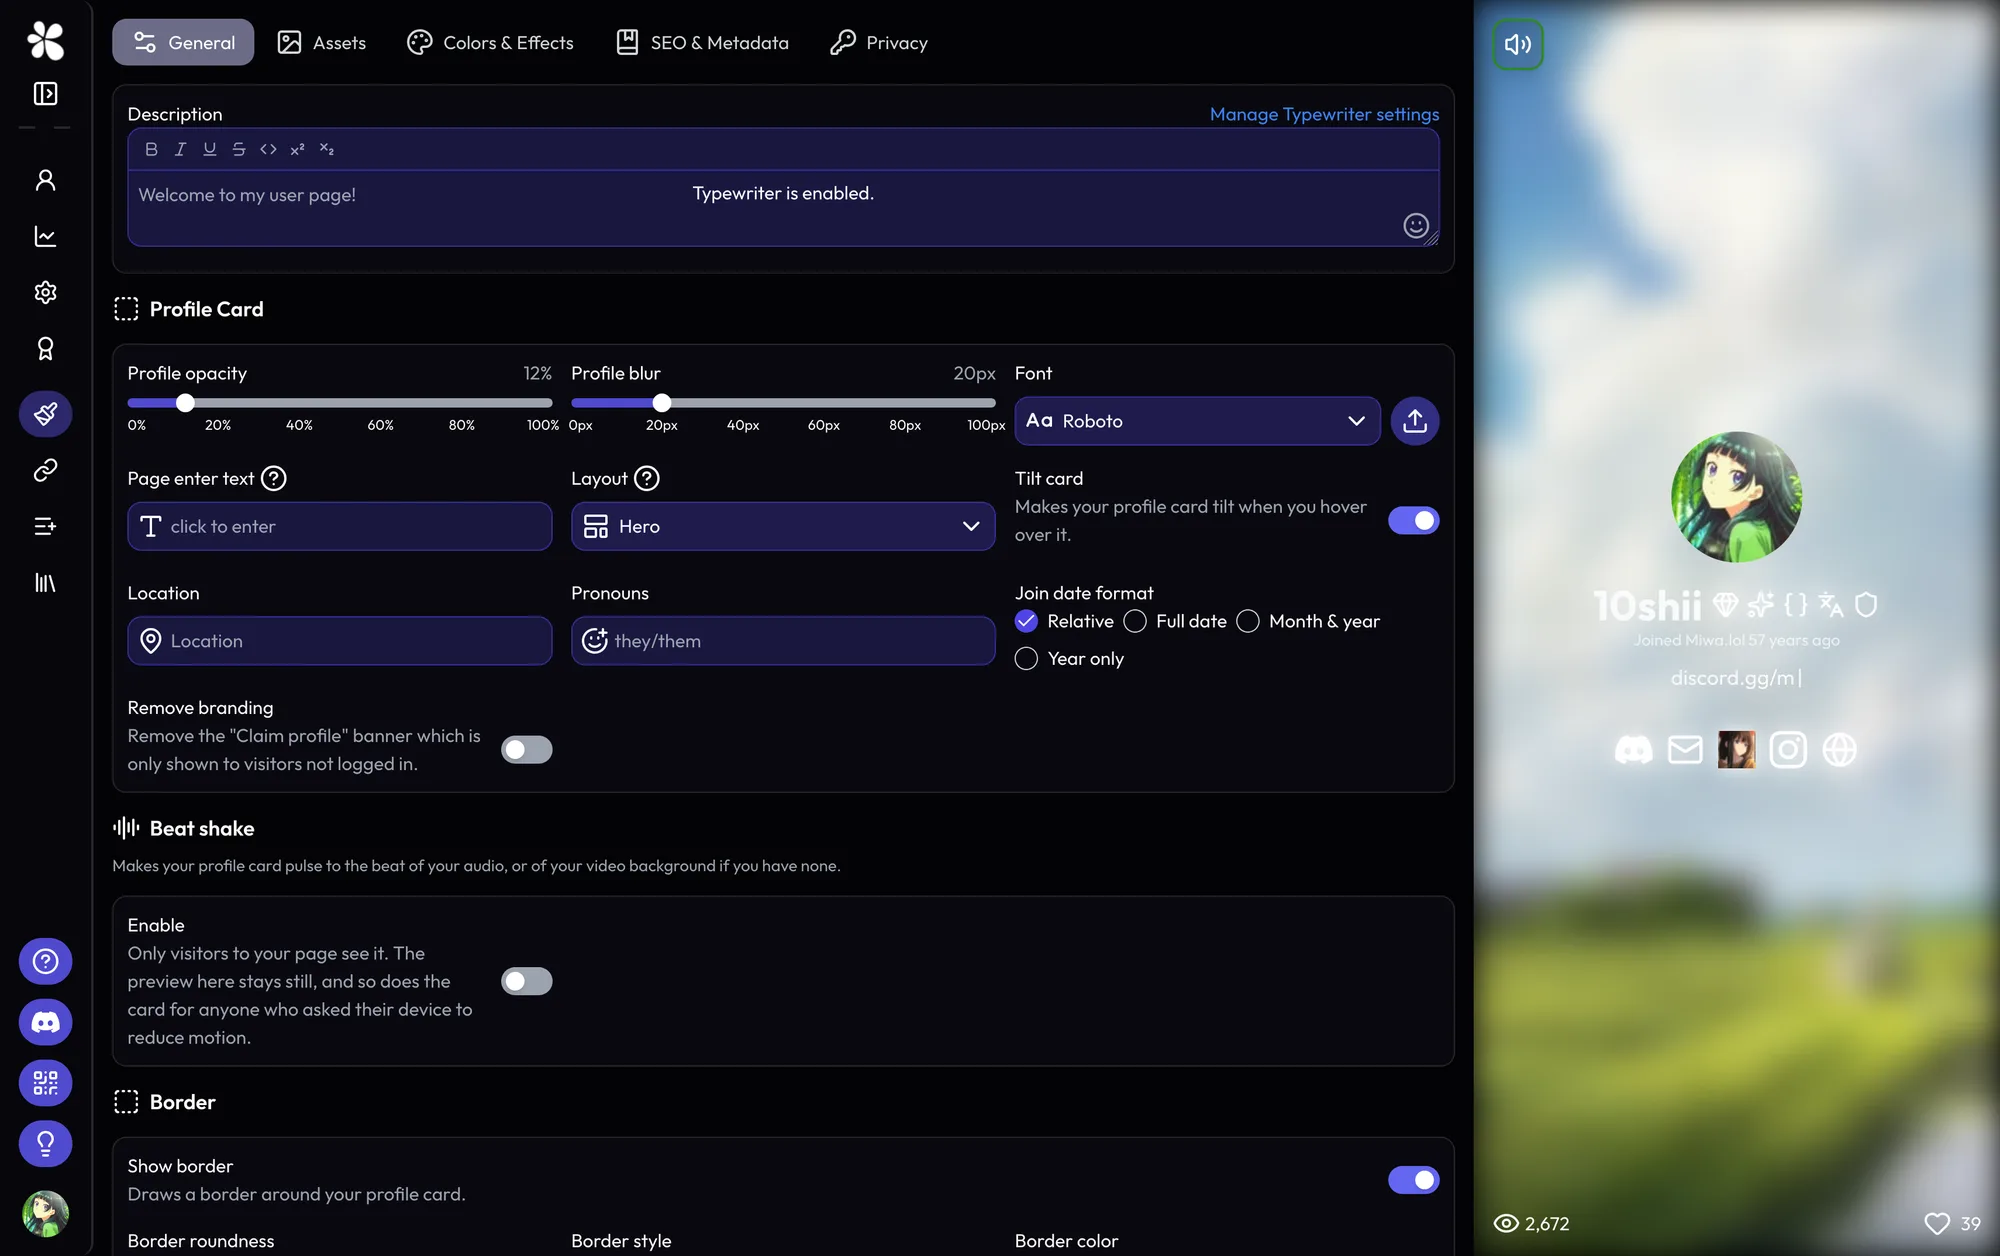 General
Assets
Colors & Effects
SEO & Metadata
Privacy
Description
Manage Typewriter settings
Welcome to my user page!
Typewriter is enabled.
Profile Card
Profile opacity
12%
0%
20%
40%
60%
80%
100%
Profile blur
20px
0px
20px
40px
60px
80px
100px
Font
Aa Roboto
Page enter text
click to enter
Layout
Hero
Tilt card
Makes your profile card tilt when you hover
over it.
Location
Location
Pronouns
they/them
Join date format
Relative
Full date
Month & year
Year only
Remove branding
Remove the "Claim profile" banner which is
only shown to visitors not logged in.
Beat shake
Makes your profile card pulse to the beat of your audio, or of your video background if you have none.
Enable
Only visitors to your page see it. The
preview here stays still, and so does the
card for anyone who asked their device to
reduce motion.
Border
Show border
Draws a border around your profile card.
Border roundness
Border style
Border color
10shii
Joined Miwa.lol 57 years ago
discord.gg/m|
2,672
39